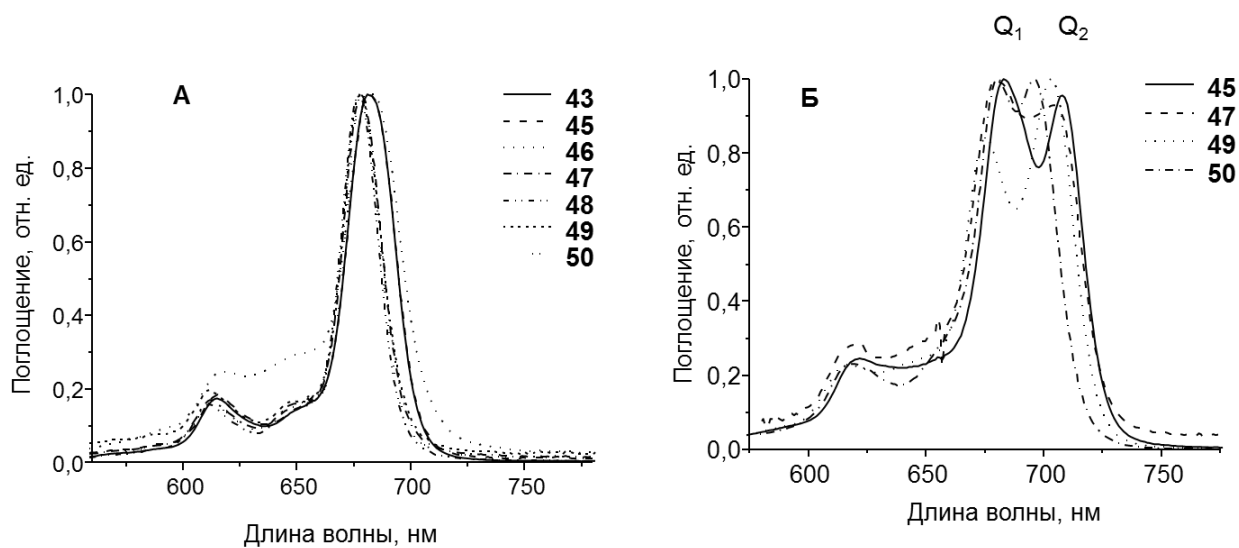 Q1 Q2
А
43
45
46
47
48
49
50
1,0
0,8
0,6
0,4
0,2
0,0
Поглощение, отн. ед.
600 650 700 750
Длина волны, нм
Б
45
47
49
50
1,0
0,8
0,6
0,4
0,2
0,0
Поглощение, отн. ед.
600 650 700 750
Длина волны, нм